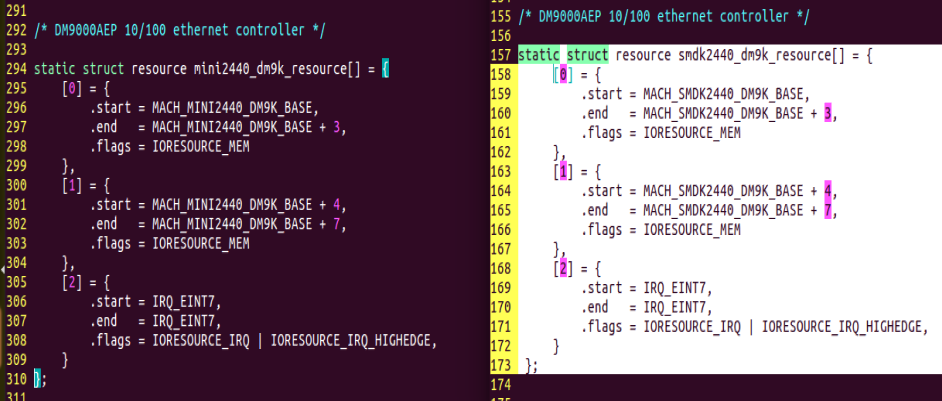 291
292 /* DM9000AEP 10/100 ethernet controller */
293
294 static struct resource mini2440_dm9k_resource[] = {
295     [0] = {
296         .start = MACH_MINI2440_DM9K_BASE,
297         .end   = MACH_MINI2440_DM9K_BASE + 3,
298         .flags = IORESOURCE_MEM
299     },
300     [1] = {
301         .start = MACH_MINI2440_DM9K_BASE + 4,
302         .end   = MACH_MINI2440_DM9K_BASE + 7,
303         .flags = IORESOURCE_MEM
304     },
305     [2] = {
306         .start = IRQ_EINT7,
307         .end   = IRQ_EINT7,
308         .flags = IORESOURCE_IRQ | IORESOURCE_IRQ_HIGHEDGE,
309     }
310 };
311
155 /* DM9000AEP 10/100 ethernet controller */
156
157 static struct resource smdk2440_dm9k_resource[] = {
158     [0] = {
159         .start = MACH_SMDK2440_DM9K_BASE,
160         .end   = MACH_SMDK2440_DM9K_BASE + 3,
161         .flags = IORESOURCE_MEM
162     },
163     [1] = {
164         .start = MACH_SMDK2440_DM9K_BASE + 4,
165         .end   = MACH_SMDK2440_DM9K_BASE + 7,
166         .flags = IORESOURCE_MEM
167     },
168     [2] = {
169         .start = IRQ_EINT7,
170         .end   = IRQ_EINT7,
171         .flags = IORESOURCE_IRQ | IORESOURCE_IRQ_HIGHEDGE,
172     }
173  };
174